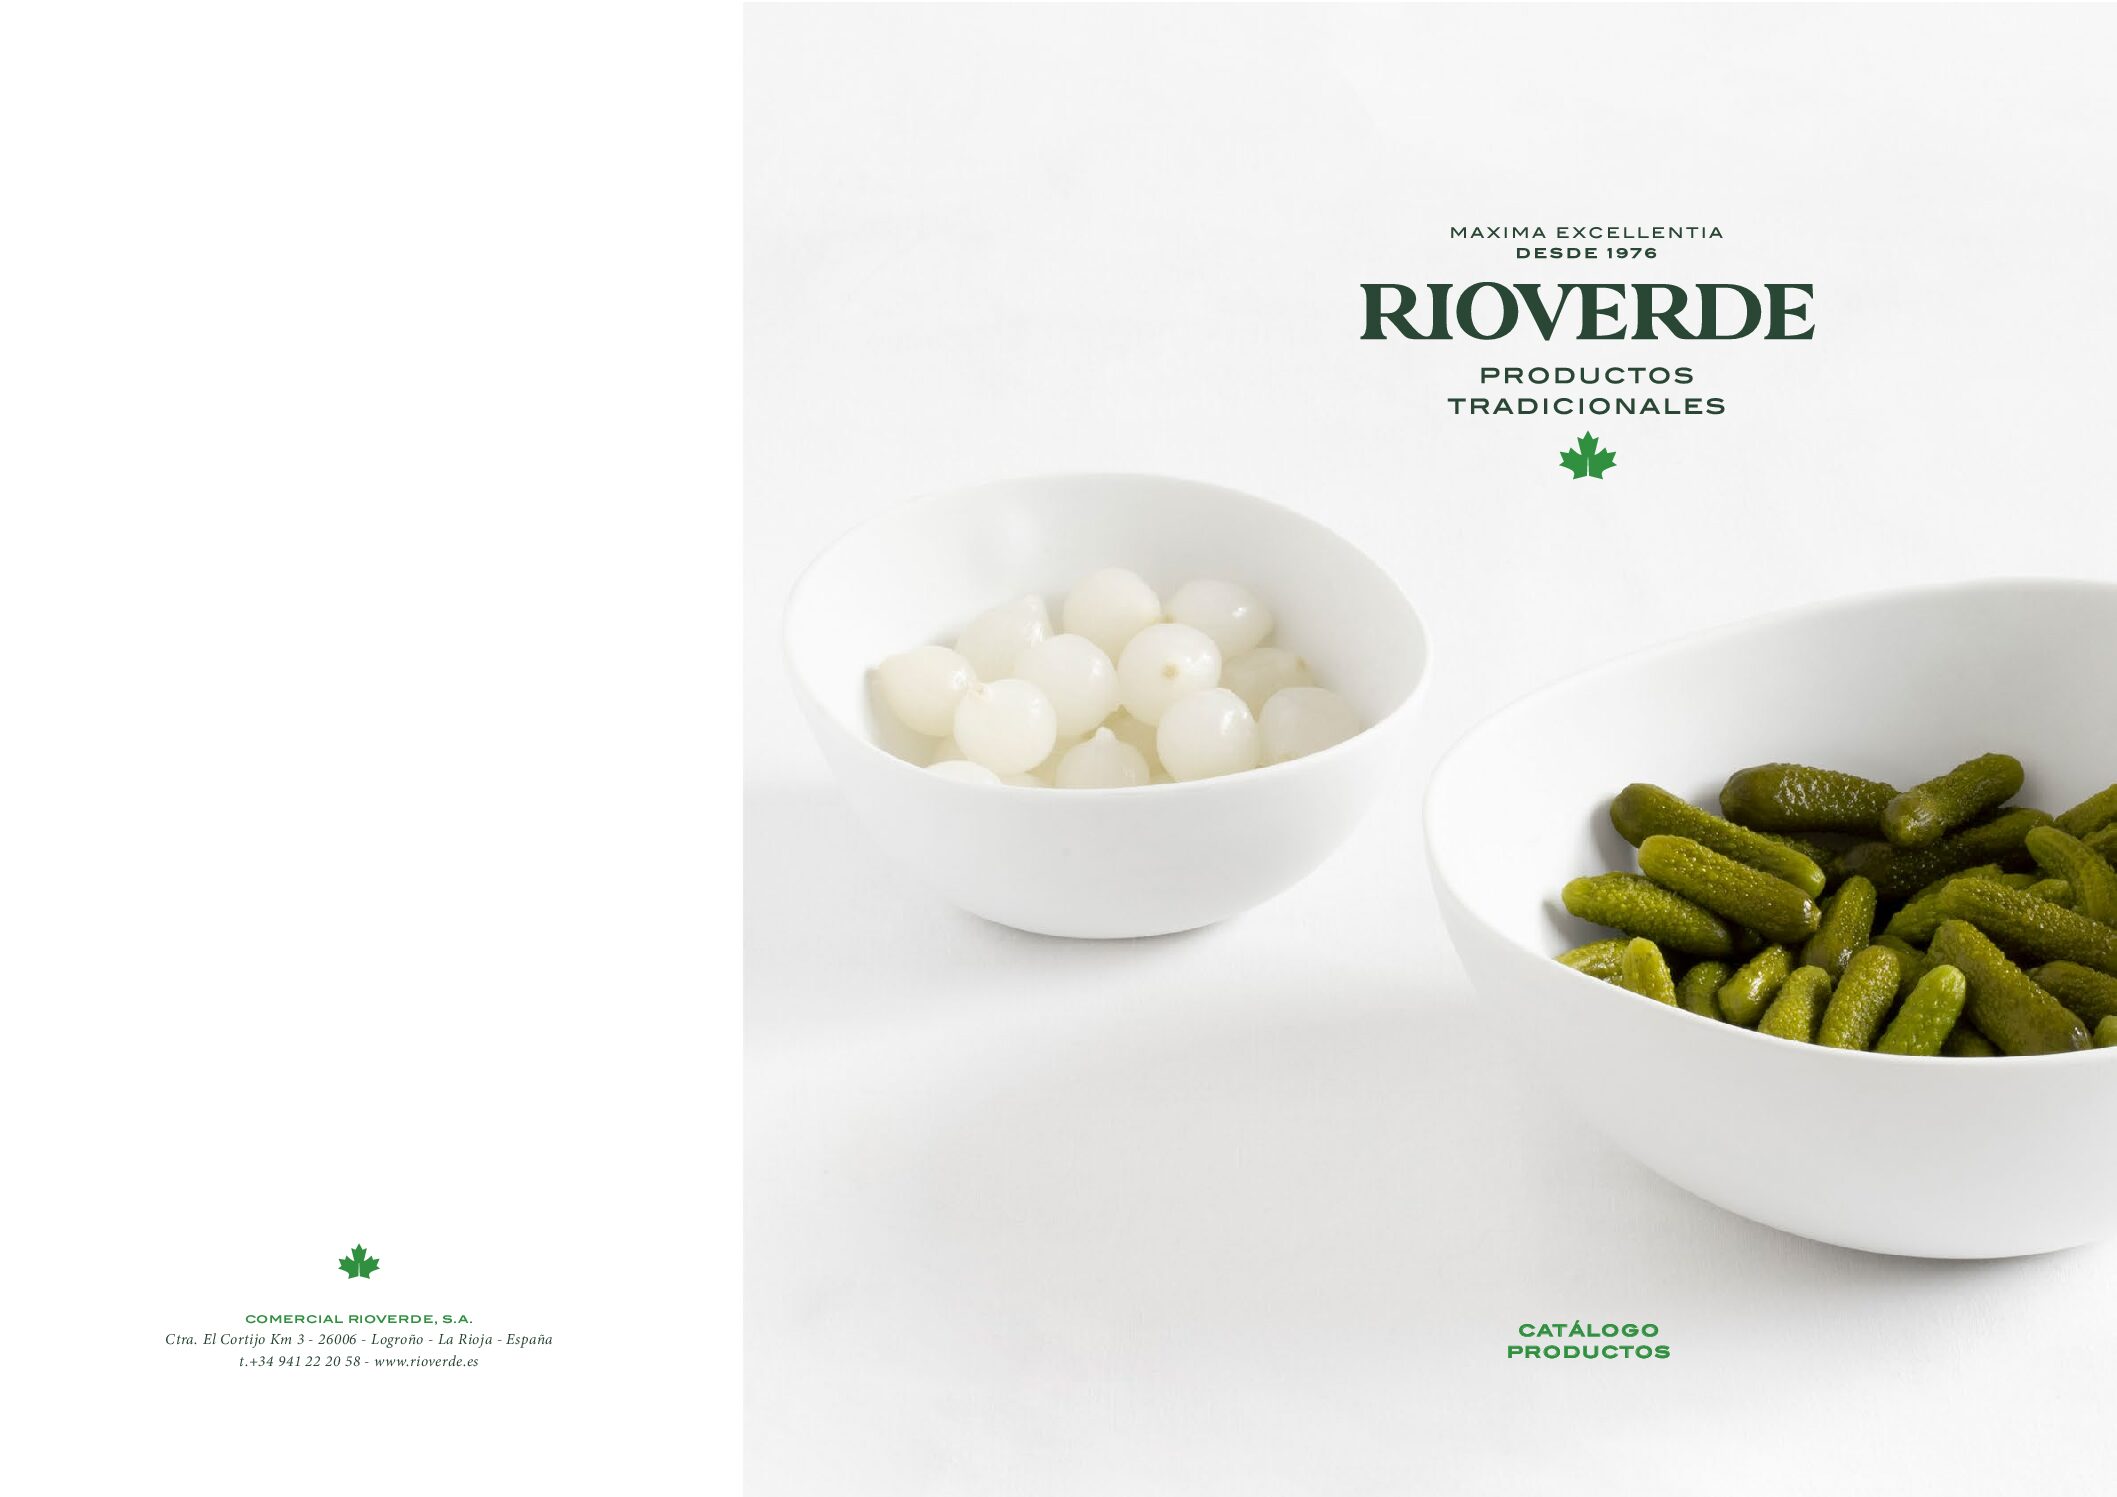 MAXIMA EXCELLENTIA
DESDE 1976
RIOVERDE
PRODUCTOS
TRADICIONALES
CATÁLOGO
PRODUCTOS
COMERCIAL RIOVERDE, S.A.
Ctra. El Cortijo Km 3 - 26006 - Logroño - La Rioja - España
t.+34 941 22 20 58 - www.rioverde.es